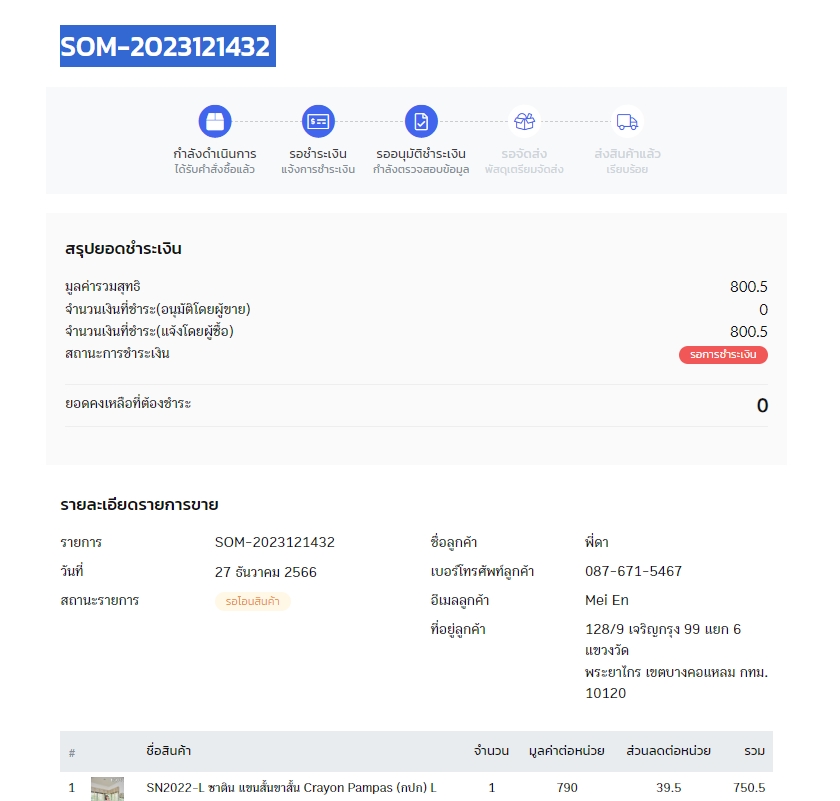 SOM-2023121432
กำลังดำเนินการ รอชำระเงิน รออนุมัติชำระเงิน รอจัดส่ง ส่งสินค้าแล้ว
ได้รับคำสั่งซื้อแล้ว แจ้งการชำระเงิน กำลังตรวจสอบข้อมูล พัสดุเตรียมจัดส่ง เรียบร้อย
สรุปยอดชำระเงิน
มูลค่ารวมสุทธิ 800.5
จำนวนเงินที่ชำระ(อนุมัติโดยผู้ขาย) 0
จำนวนเงินที่ชำระ(แจ้งโดยผู้ซื้อ) 800.5
สถานะการชำระเงิน รอการชำระเงิน
ยอดคงเหลือที่ต้องชำระ 0
รายละเอียดรายการขาย
รายการ SOM-2023121432 ชื่อลูกค้า พี่ดา
วันที่ 27 ธันวาคม 2566 เบอร์โทรศัพท์ลูกค้า 087-671-5467
สถานะรายการ รอโอนสินค้า อีเมลลูกค้า Mei En
ที่อยู่ลูกค้า 128/9 เจริญกรุง 99 แยก 6
แขวงวัด
พระยาไกร เขตบางคอแหลม กทม.
10120
# ชื่อสินค้า จำนวน มูลค่าต่อหน่วย ส่วนลดต่อหน่วย รวม
1 SN2022-L ซาติน แขนสั้นขาสั้น Crayon Pampas (กปก) L 1 790 39.5 750.5